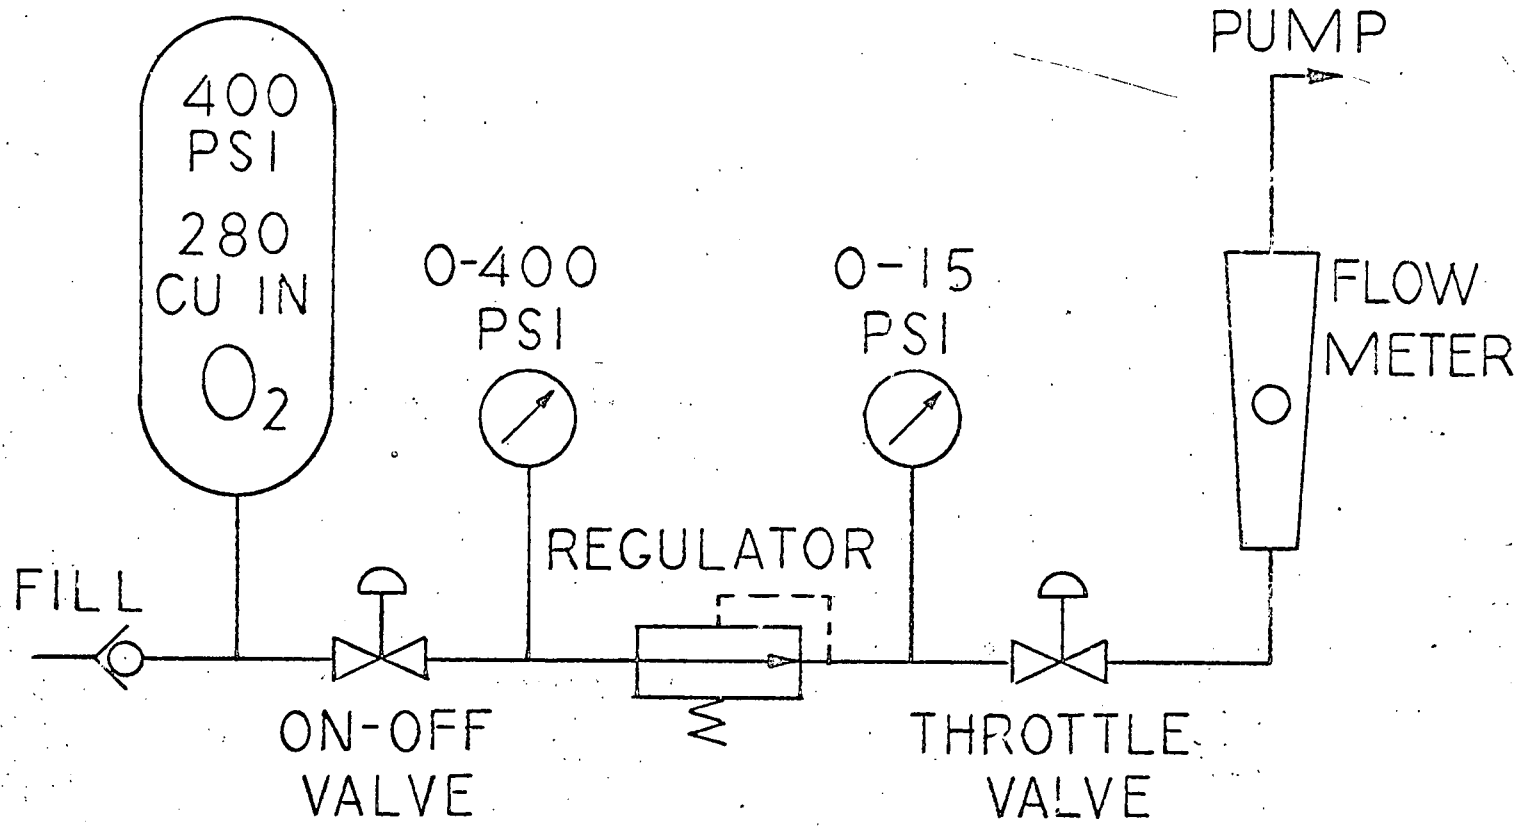 PUMP
400
PSI
280
CU IN
O2
0-400
PSI
0-15
PSI
FLOW
METER
REGULATOR
FILL
ON-OFF
VALVE
THROTTLE
VALVE